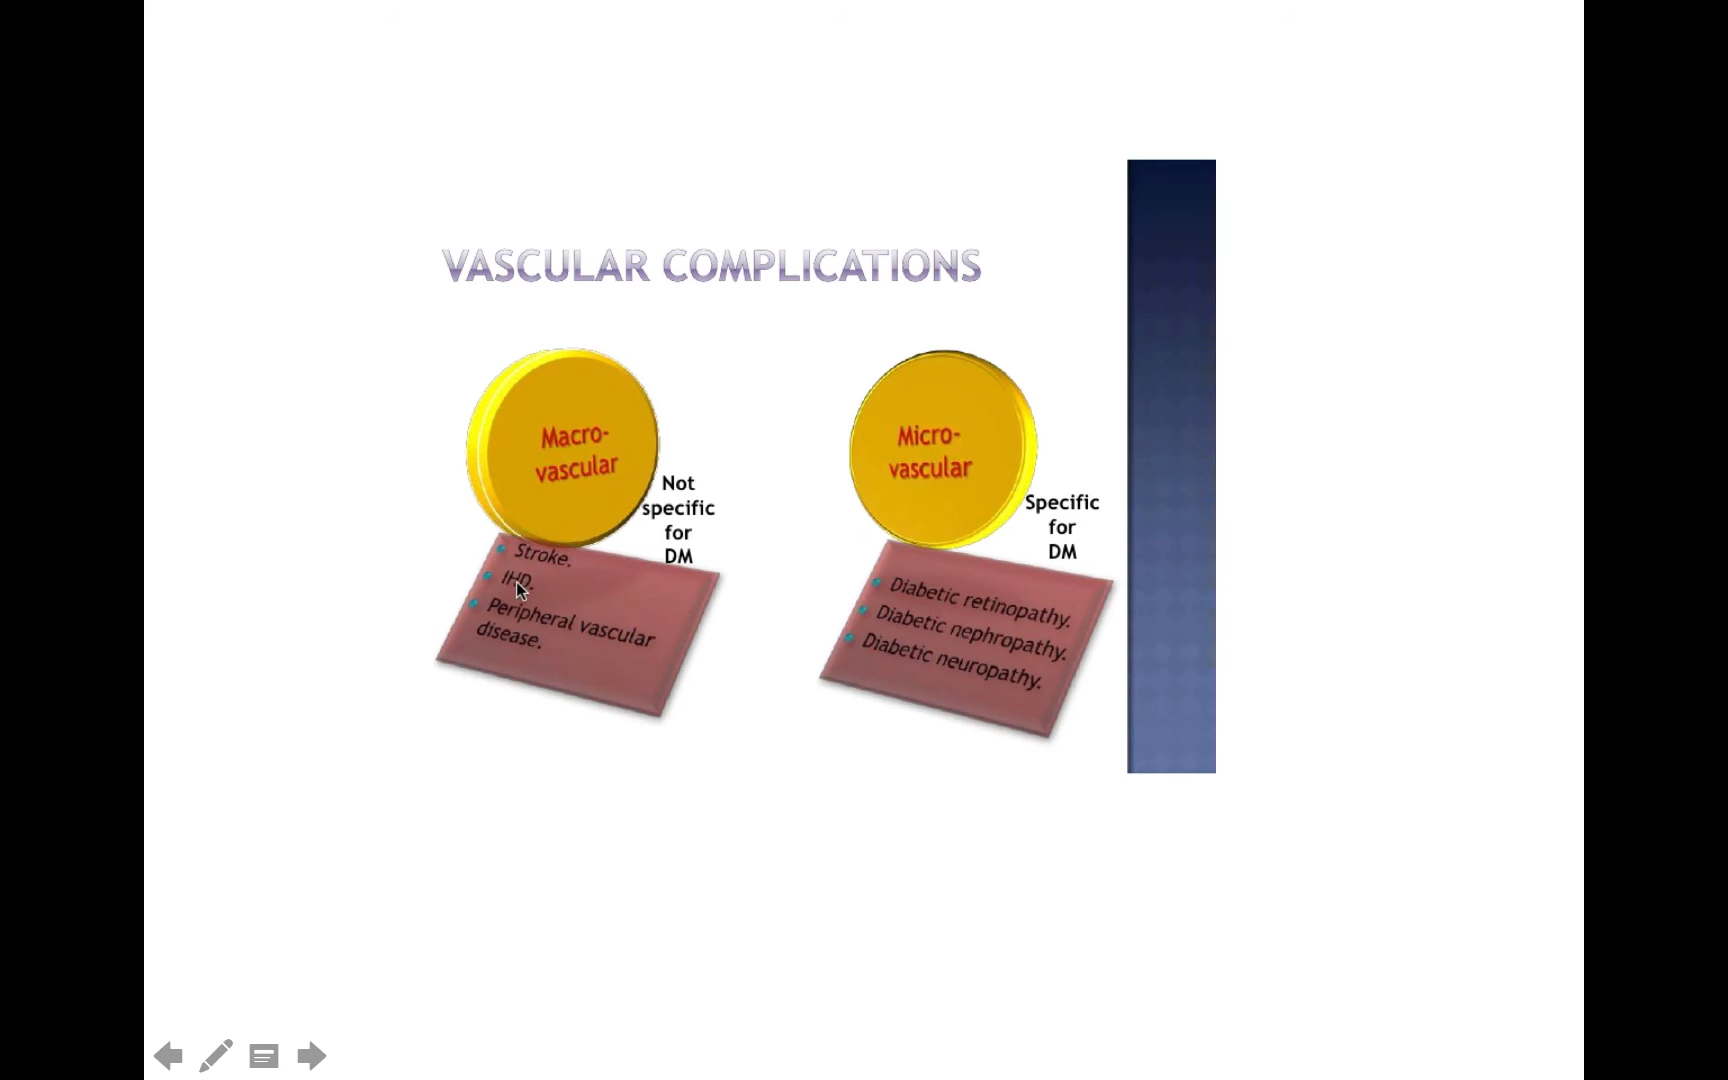 VASCULAR COMPLICATIONS
Macro-
vascular
Not
specific
for
DM
Stroke.
IHD.
Peripheral vascular
disease.
Micro-
vascular
Specific
for
DM
Diabetic retinopathy.
Diabetic nephropathy.
Diabetic neuropathy.